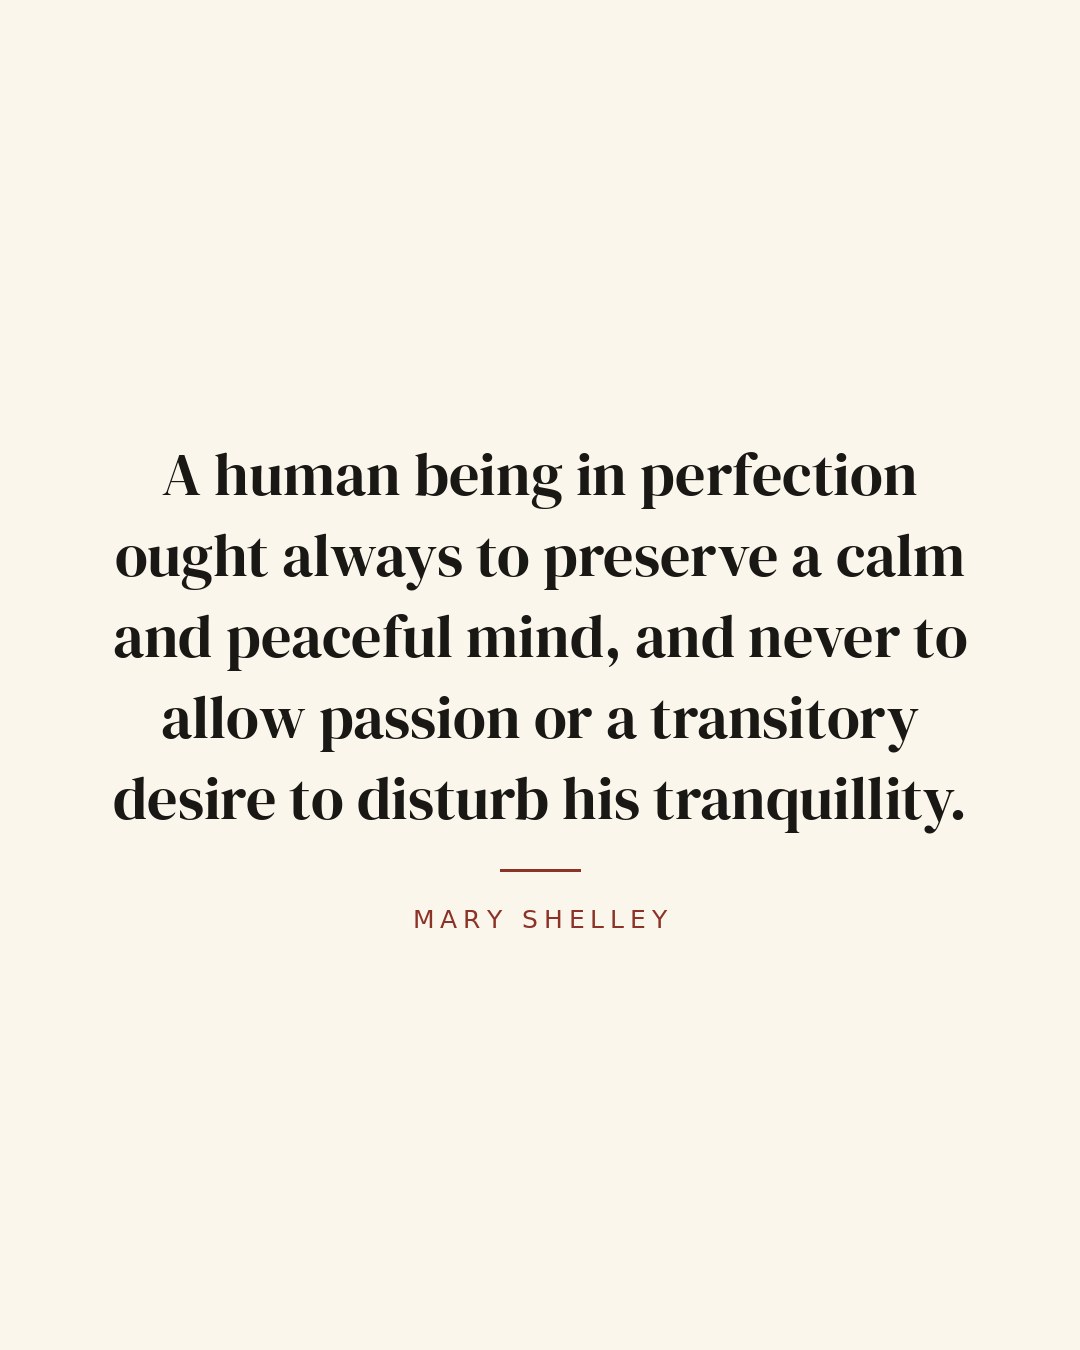 A human being in perfection
ought always to preserve a calm
and peaceful mind, and never to
allow passion or a transitory
desire to disturb his tranquillity.
MARY SHELLEY